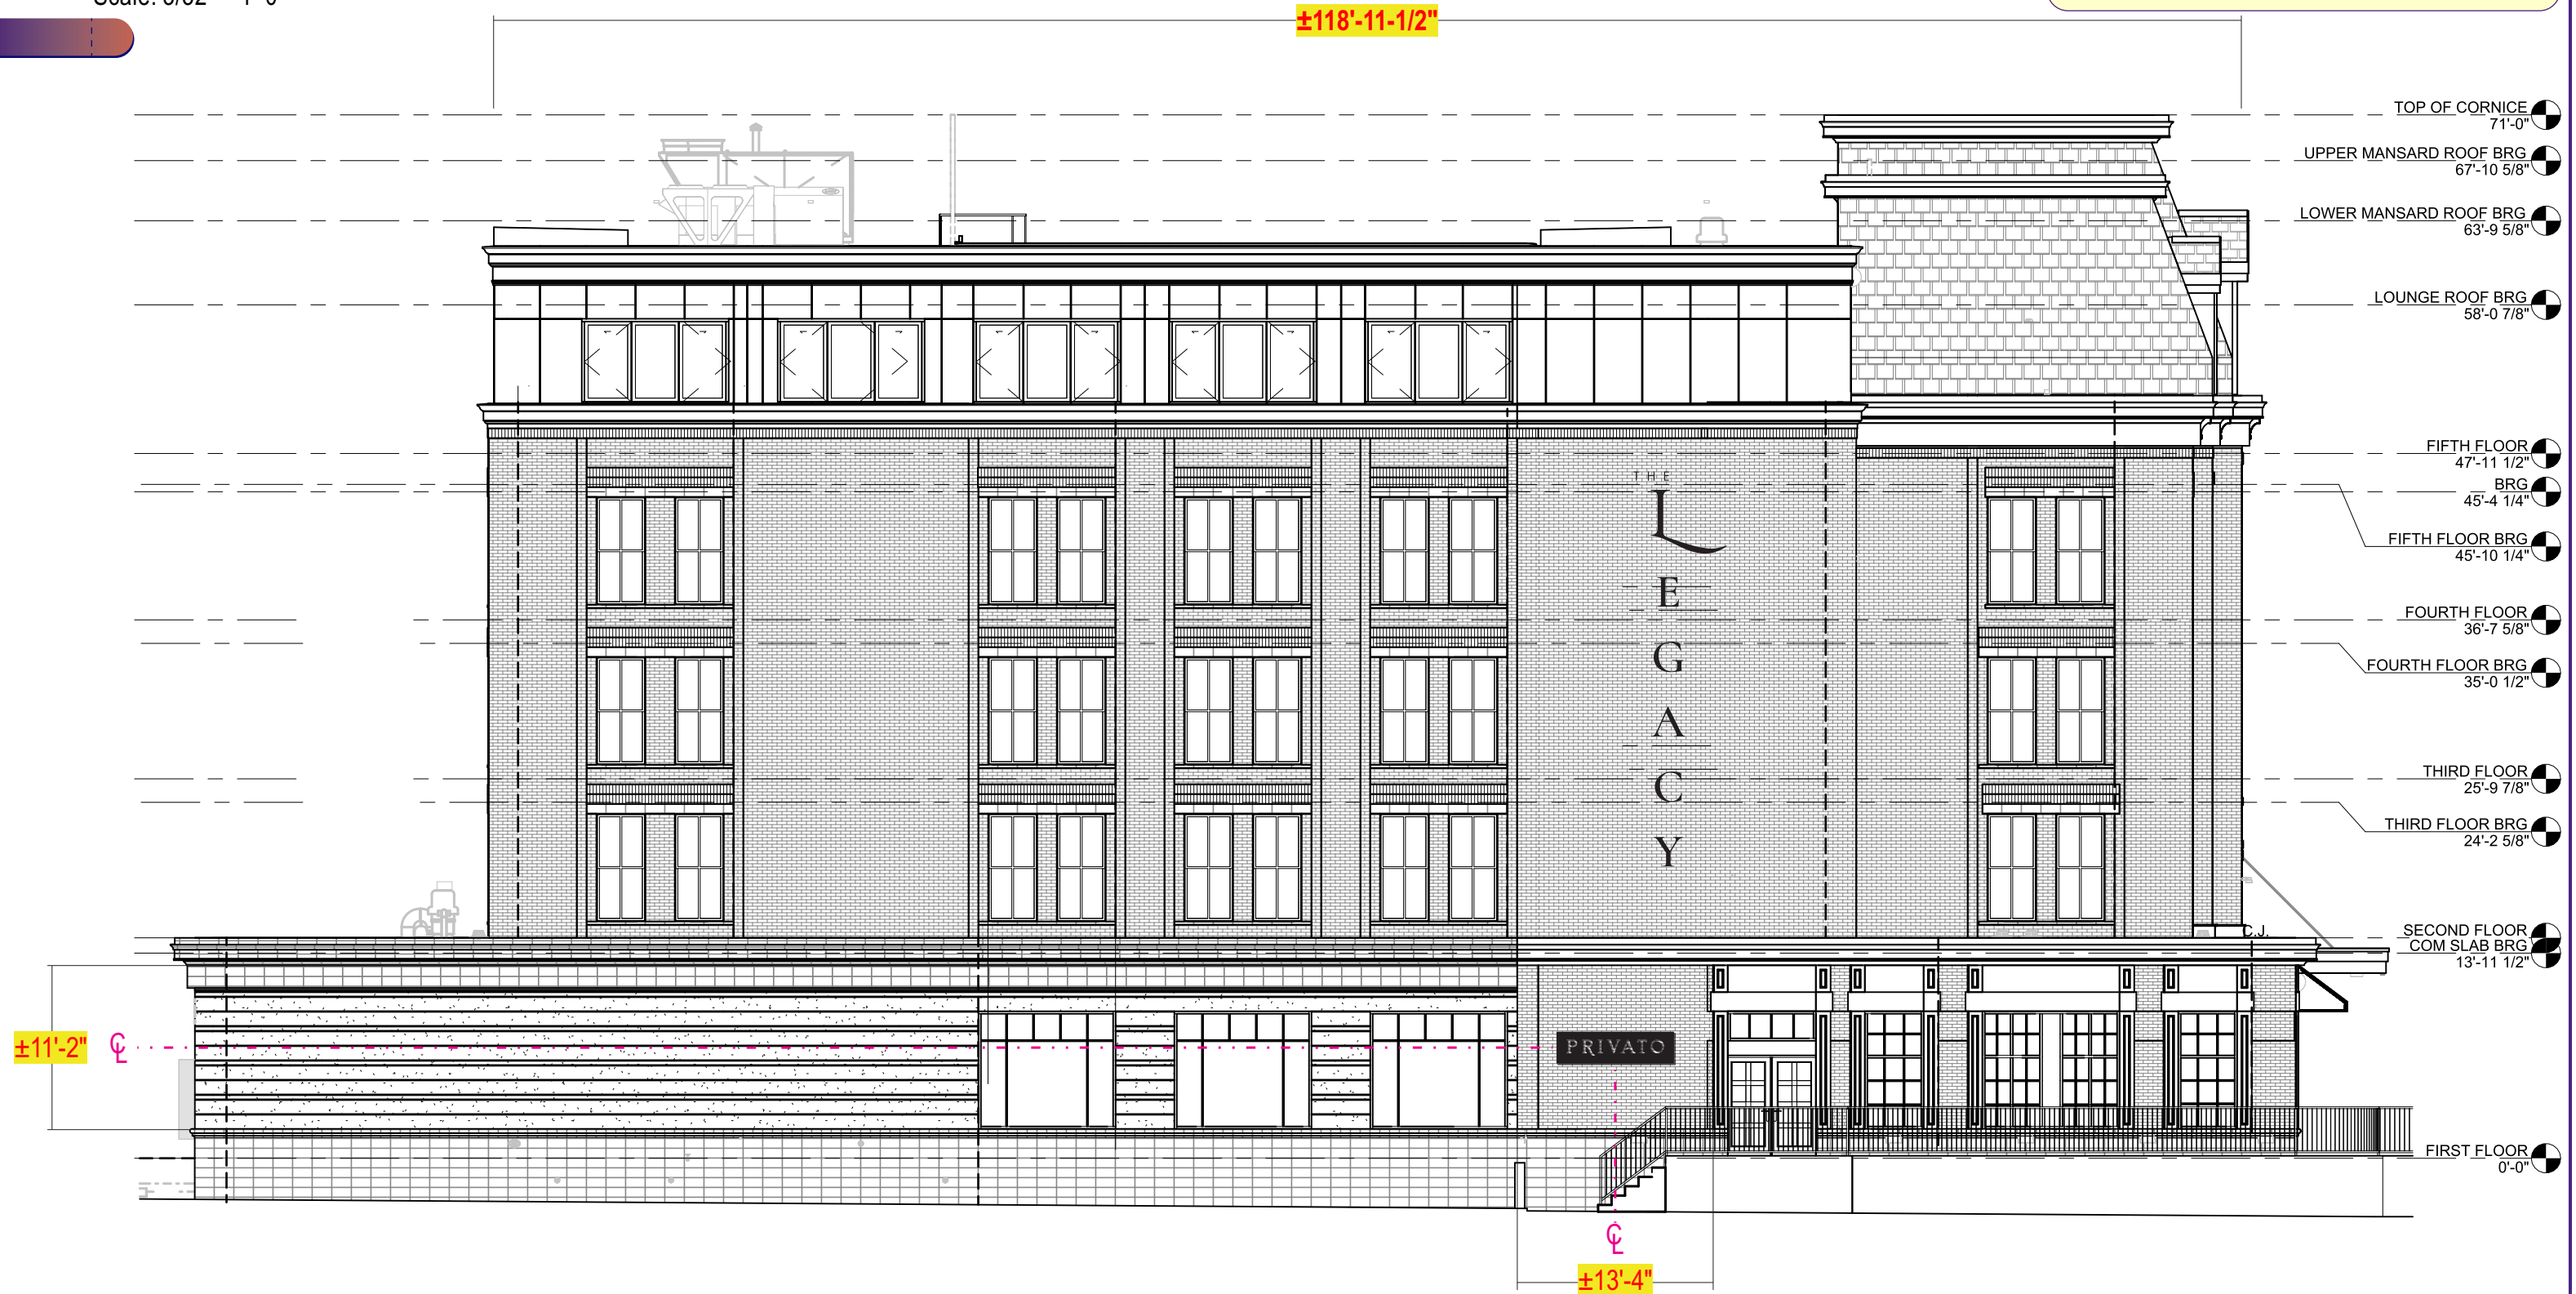 ±118'-11-1/2"
TOP OF CORNICE
71'-0"
UPPER MANSARD ROOF BRG
67'-10 5/8"
LOWER MANSARD ROOF BRG
63'-9 5/8"
LOUNGE ROOF BRG
58'-0 7/8"
FIFTH FLOOR
47'-11 1/2"
BRG
45'-4 1/4"
FIFTH FLOOR BRG
45'-10 1/4"
FOURTH FLOOR
36'-7 5/8"
FOURTH FLOOR BRG
35'-0 1/2"
THIRD FLOOR
25'-9 7/8"
THIRD FLOOR BRG
24'-2 5/8"
SECOND FLOOR
COM SLAB BRG
13'-11 1/2"
FIRST FLOOR
0'-0"
THE
L
E
G
A
C
Y
C.J.
PRIVATO
±11'-2"
℄
℄
±13'-4"